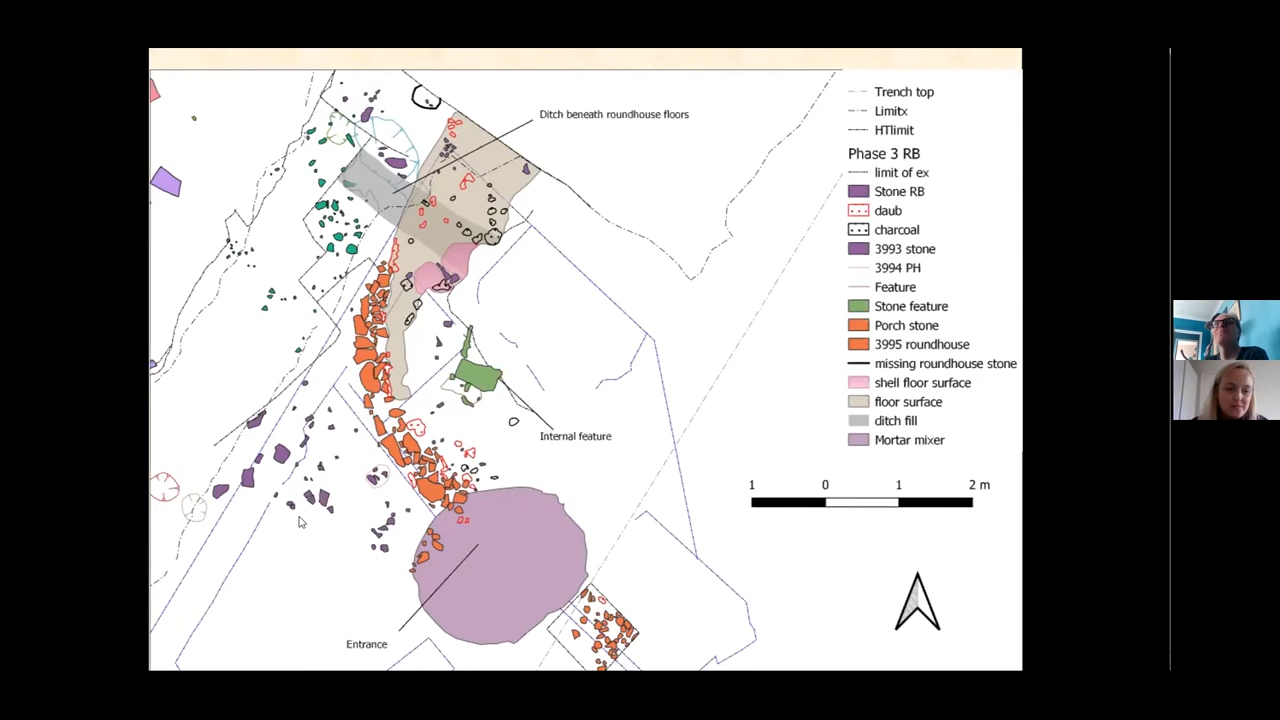 Ditch beneath roundhouse floors
Internal feature
Entrance
Trench top
Limitx
HTlimit
Phase 3 RB
limit of ex
Stone RB
daub
charcoal
3993 stone
3994 PH
Feature
Stone feature
Porch stone
3995 roundhouse
missing roundhouse stone
shell floor surface
floor surface
ditch fill
Mortar mixer
1 0 1 2 m